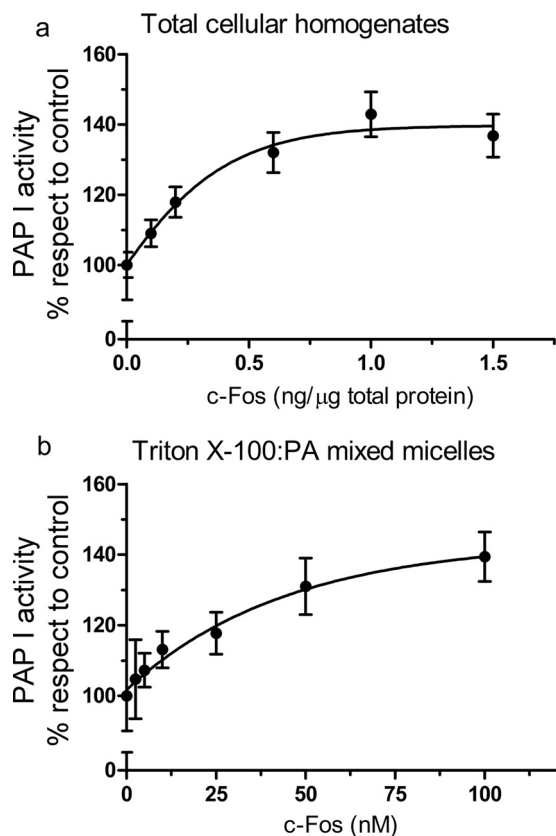 a
Total cellular homogenates
PAP I activity
% respect to control
160
140
120
100
0
0.0 0.5 1.0 1.5
c-Fos (ng/μg total protein)
b
Triton X-100:PA mixed micelles
PAP I activity
% respect to control
160
140
120
100
0
0 25 50 75 100
c-Fos (nM)